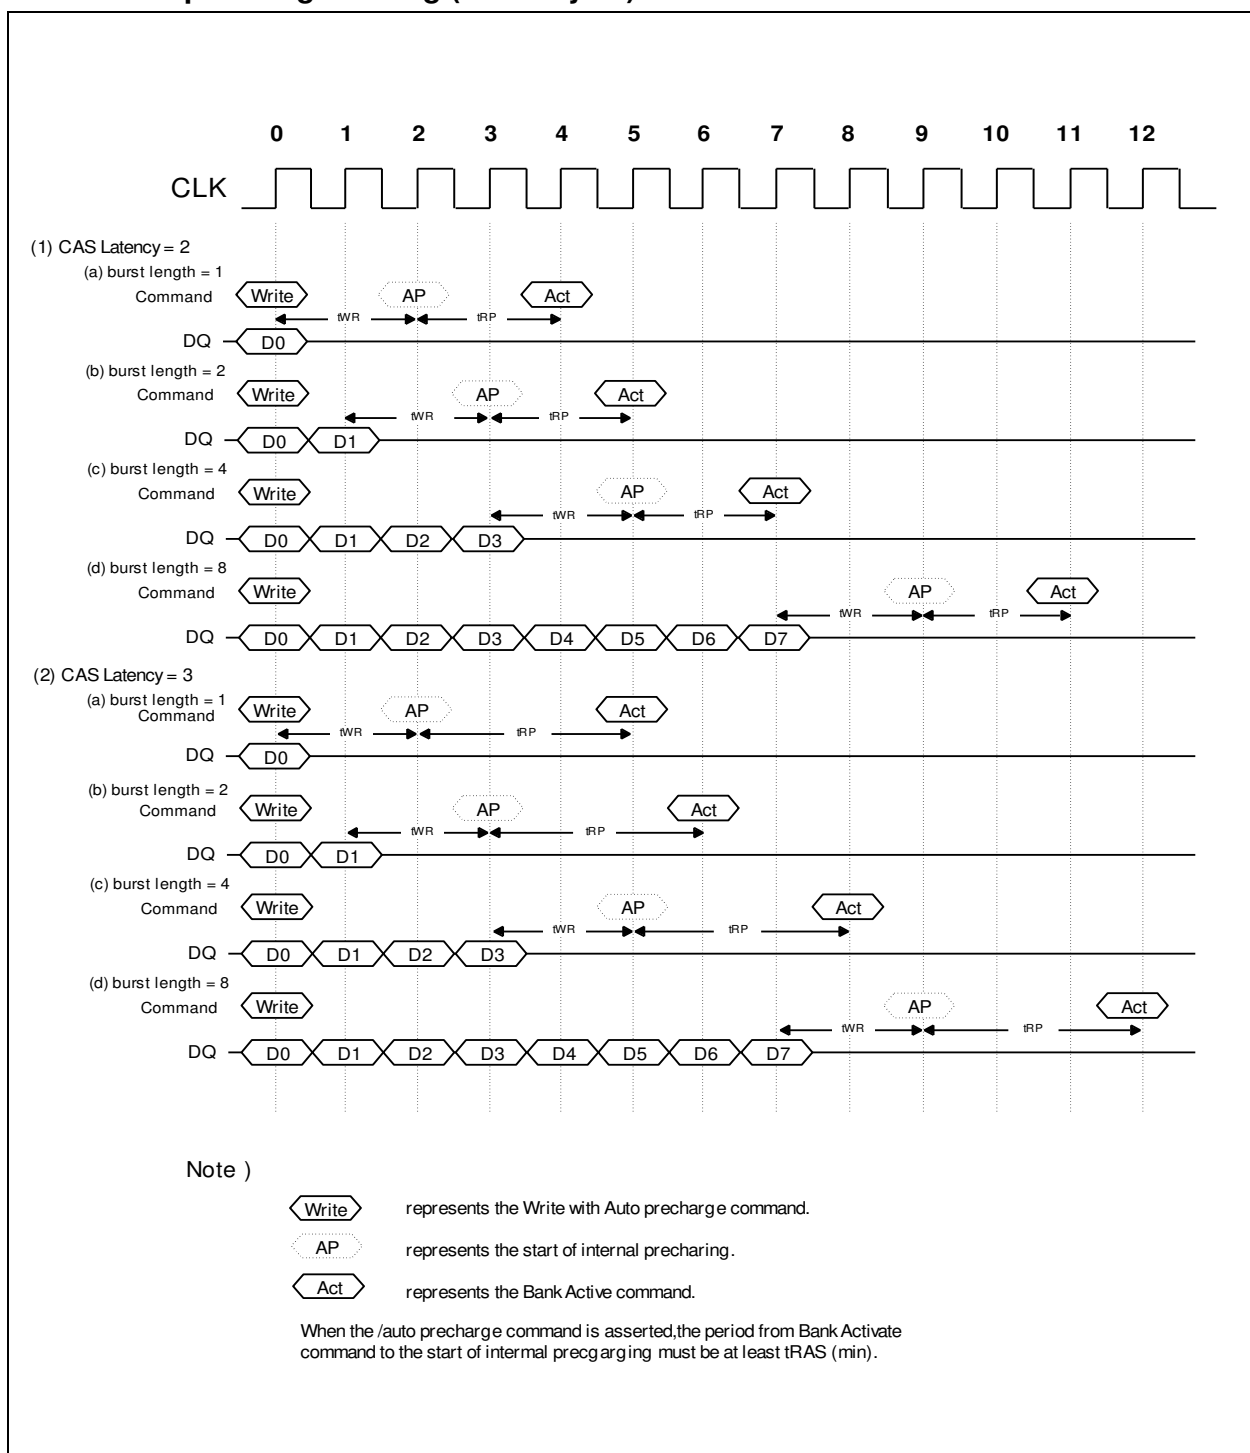 0 1 2 3 4 5 6 7 8 9 10 11 12
CLK
(1) CAS Latency = 2
(a) burst length = 1
Command Write AP Act
tWR tRP
DQ D0
(b) burst length = 2
Command Write AP Act
tWR tRP
DQ D0 D1
(c) burst length = 4
Command Write AP Act
tWR tRP
DQ D0 D1 D2 D3
(d) burst length = 8
Command Write AP Act
tWR tRP
DQ D0 D1 D2 D3 D4 D5 D6 D7
(2) CAS Latency = 3
(a) burst length = 1
Command Write AP Act
tWR tRP
DQ D0
(b) burst length = 2
Command Write AP Act
tWR tRP
DQ D0 D1
(c) burst length = 4
Command Write AP Act
tWR tRP
DQ D0 D1 D2 D3
(d) burst length = 8
Command Write AP Act
tWR tRP
DQ D0 D1 D2 D3 D4 D5 D6 D7
Note )
Write represents the Write with Auto precharge command.
AP represents the start of internal precharing.
Act represents the Bank Active command.
When the /auto precharge command is asserted,the period from Bank Activate
command to the start of intermal precgarging must be at least tRAS (min).